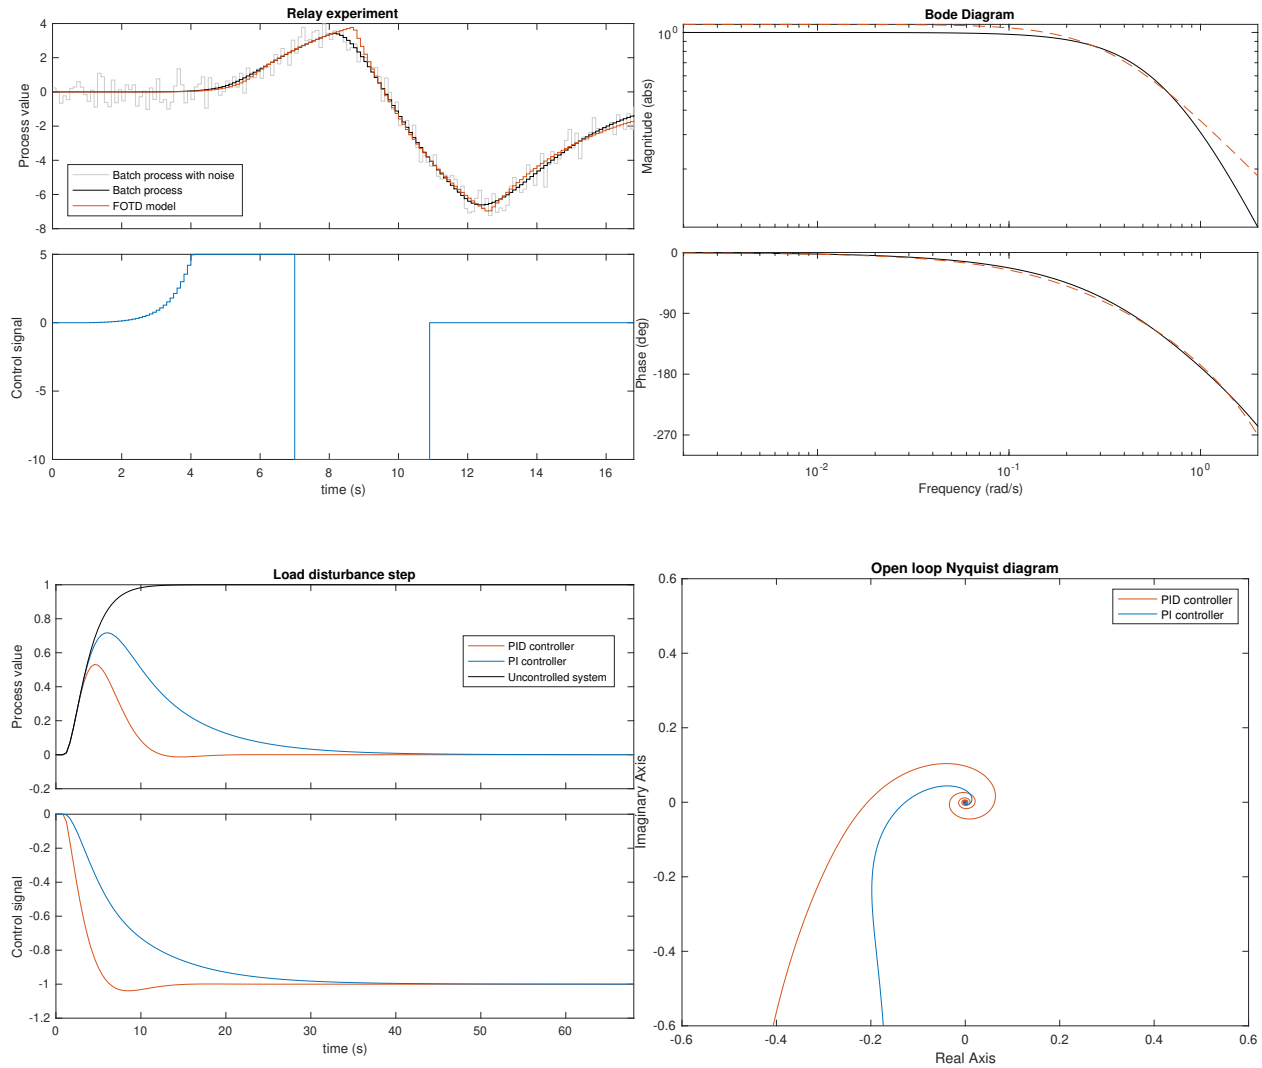 Relay experiment
4
2
0
-2
-4
-6
-8
Process value
Batch process with noise
Batch process
FOTD model
5
0
-5
-10
Control signal
0 2 4 6 8 10 12 14 16
time (s)
Bode Diagram
10^0
Magnitude (abs)
0
-90
-180
-270
Phase (deg)
10^-2 10^-1 10^0
Frequency (rad/s)
Load disturbance step
1
0.8
0.6
0.4
0.2
0
-0.2
Process value
PID controller
PI controller
Uncontrolled system
0
-0.2
-0.4
-0.6
-0.8
-1
-1.2
Control signal
0 10 20 30 40 50 60
time (s)
Open loop Nyquist diagram
0.6
0.4
0.2
0
-0.2
-0.4
-0.6
Imaginary Axis
PID controller
PI controller
-0.6 -0.4 -0.2 0 0.2 0.4 0.6
Real Axis